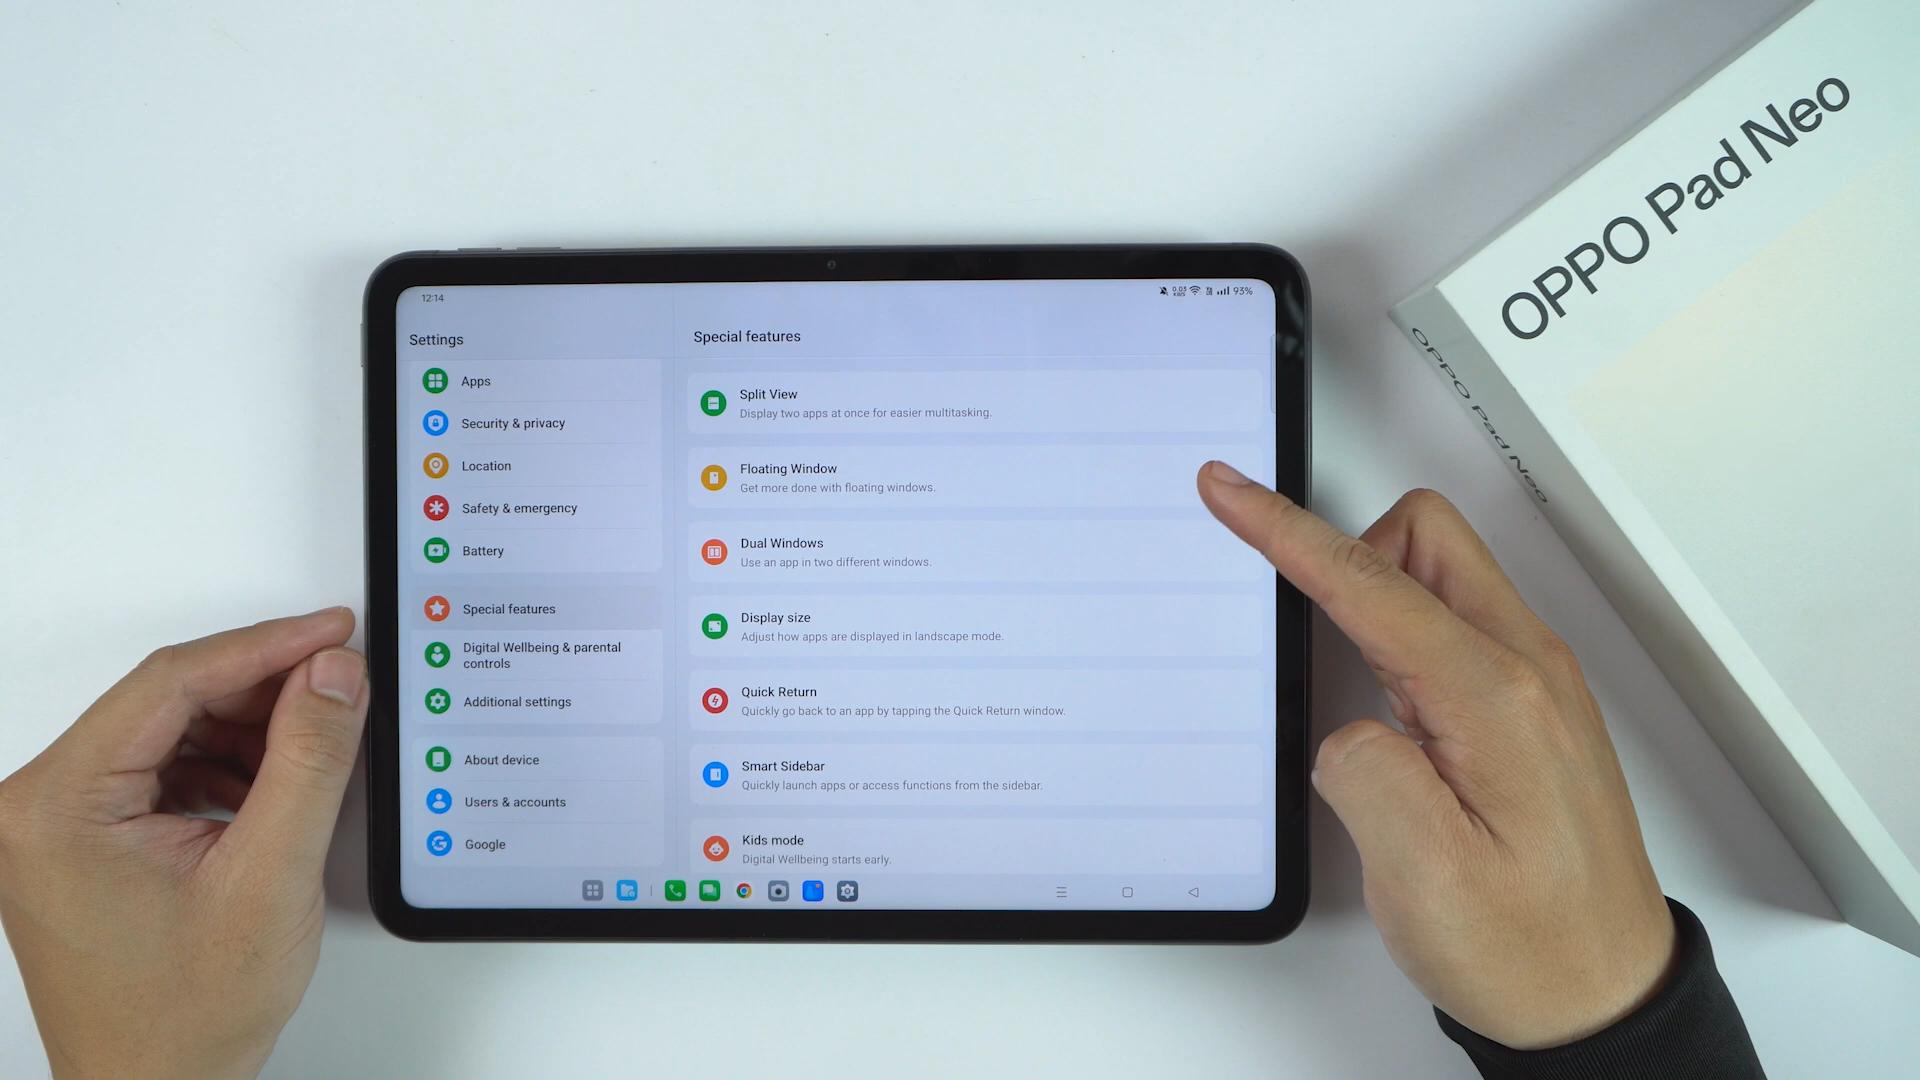 12:14
0.03
KB/S
93%
Settings
Special features
Apps
Security & privacy
Location
Safety & emergency
Battery
Special features
Digital Wellbeing & parental
controls
Additional settings
About device
Users & accounts
Google
Split View
Display two apps at once for easier multitasking.
Floating Window
Get more done with floating windows.
Dual Windows
Use an app in two different windows.
Display size
Adjust how apps are displayed in landscape mode.
Quick Return
Quickly go back to an app by tapping the Quick Return window.
Smart Sidebar
Quickly launch apps or access functions from the sidebar.
Kids mode
Digital Wellbeing starts early.
OPPO Pad Neo
OPPO Pad Neo